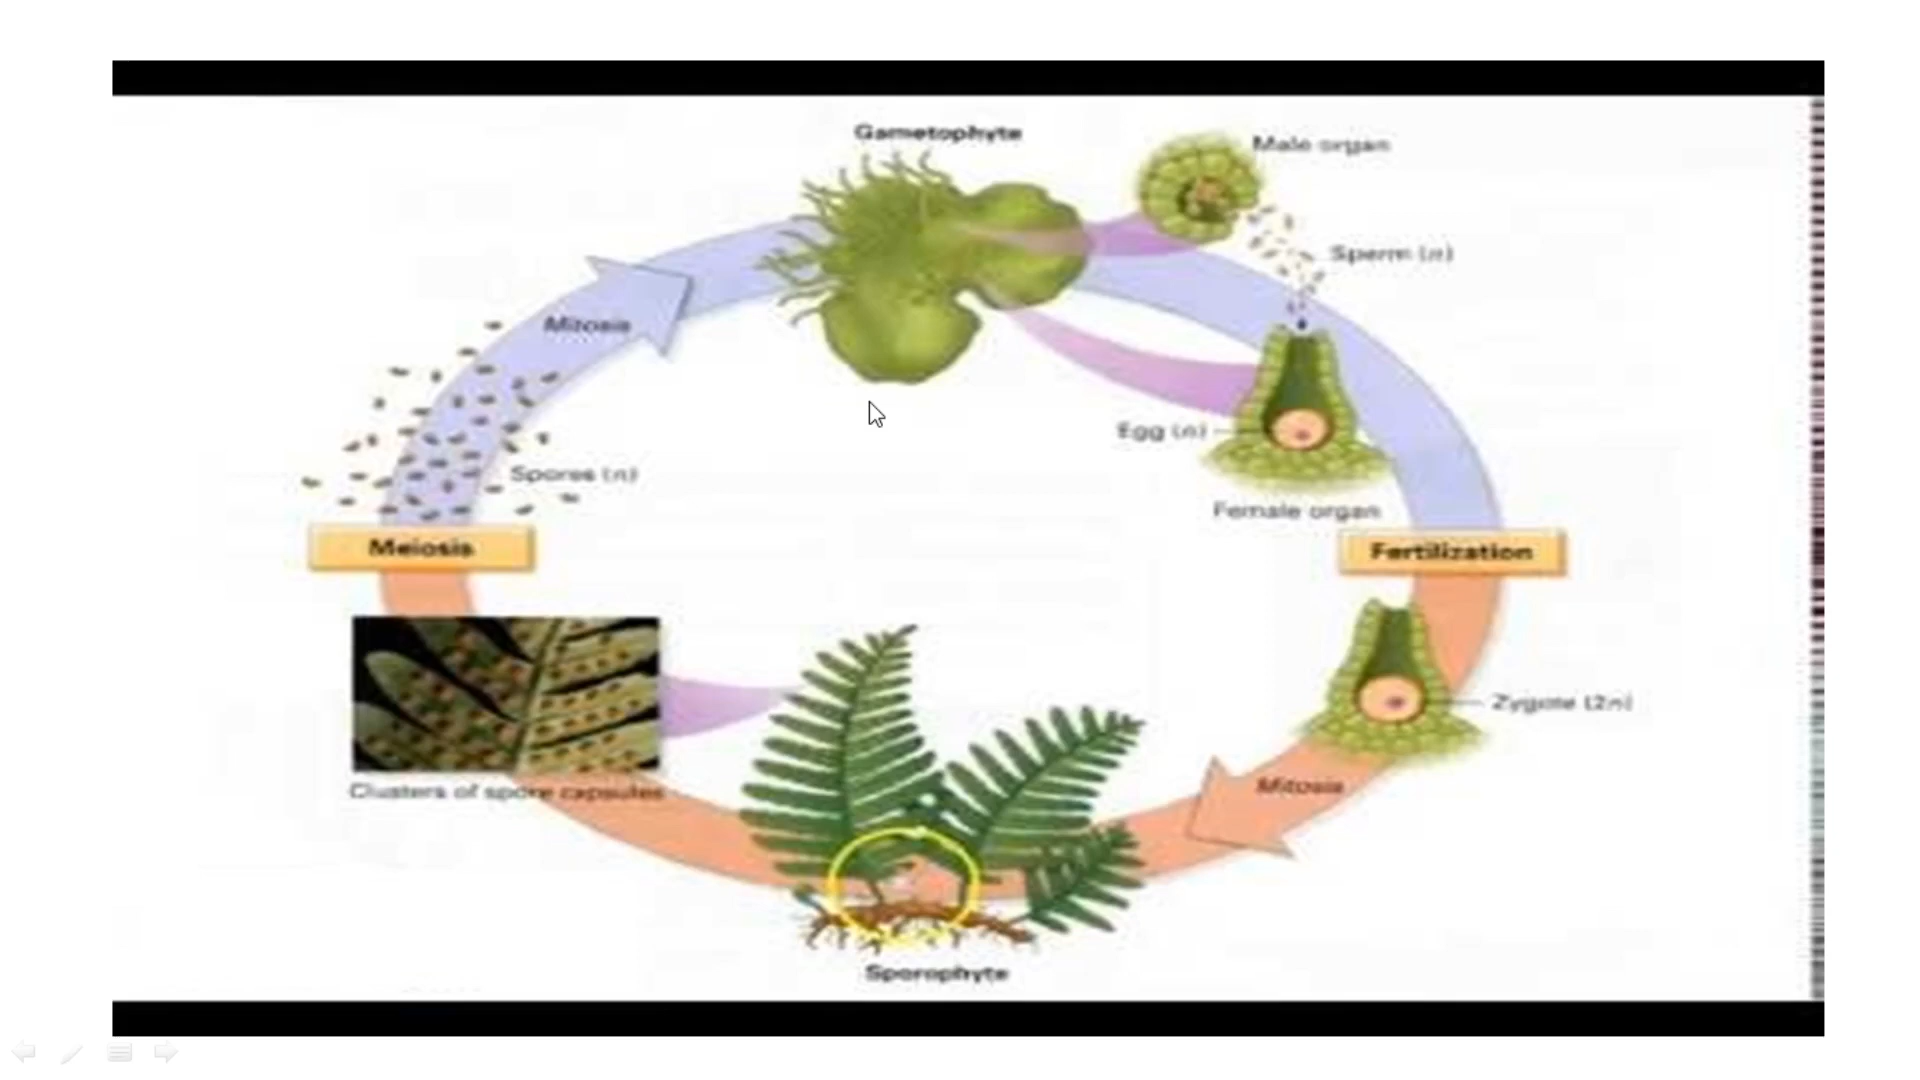 Gametophyte
Male organ
Sperm (n)
Mitosis
Egg (n)
Spores (n)
Female organ
Meiosis
Fertilization
Zygote (2n)
Mitosis
Clusters of spore capsules
Sporophyte